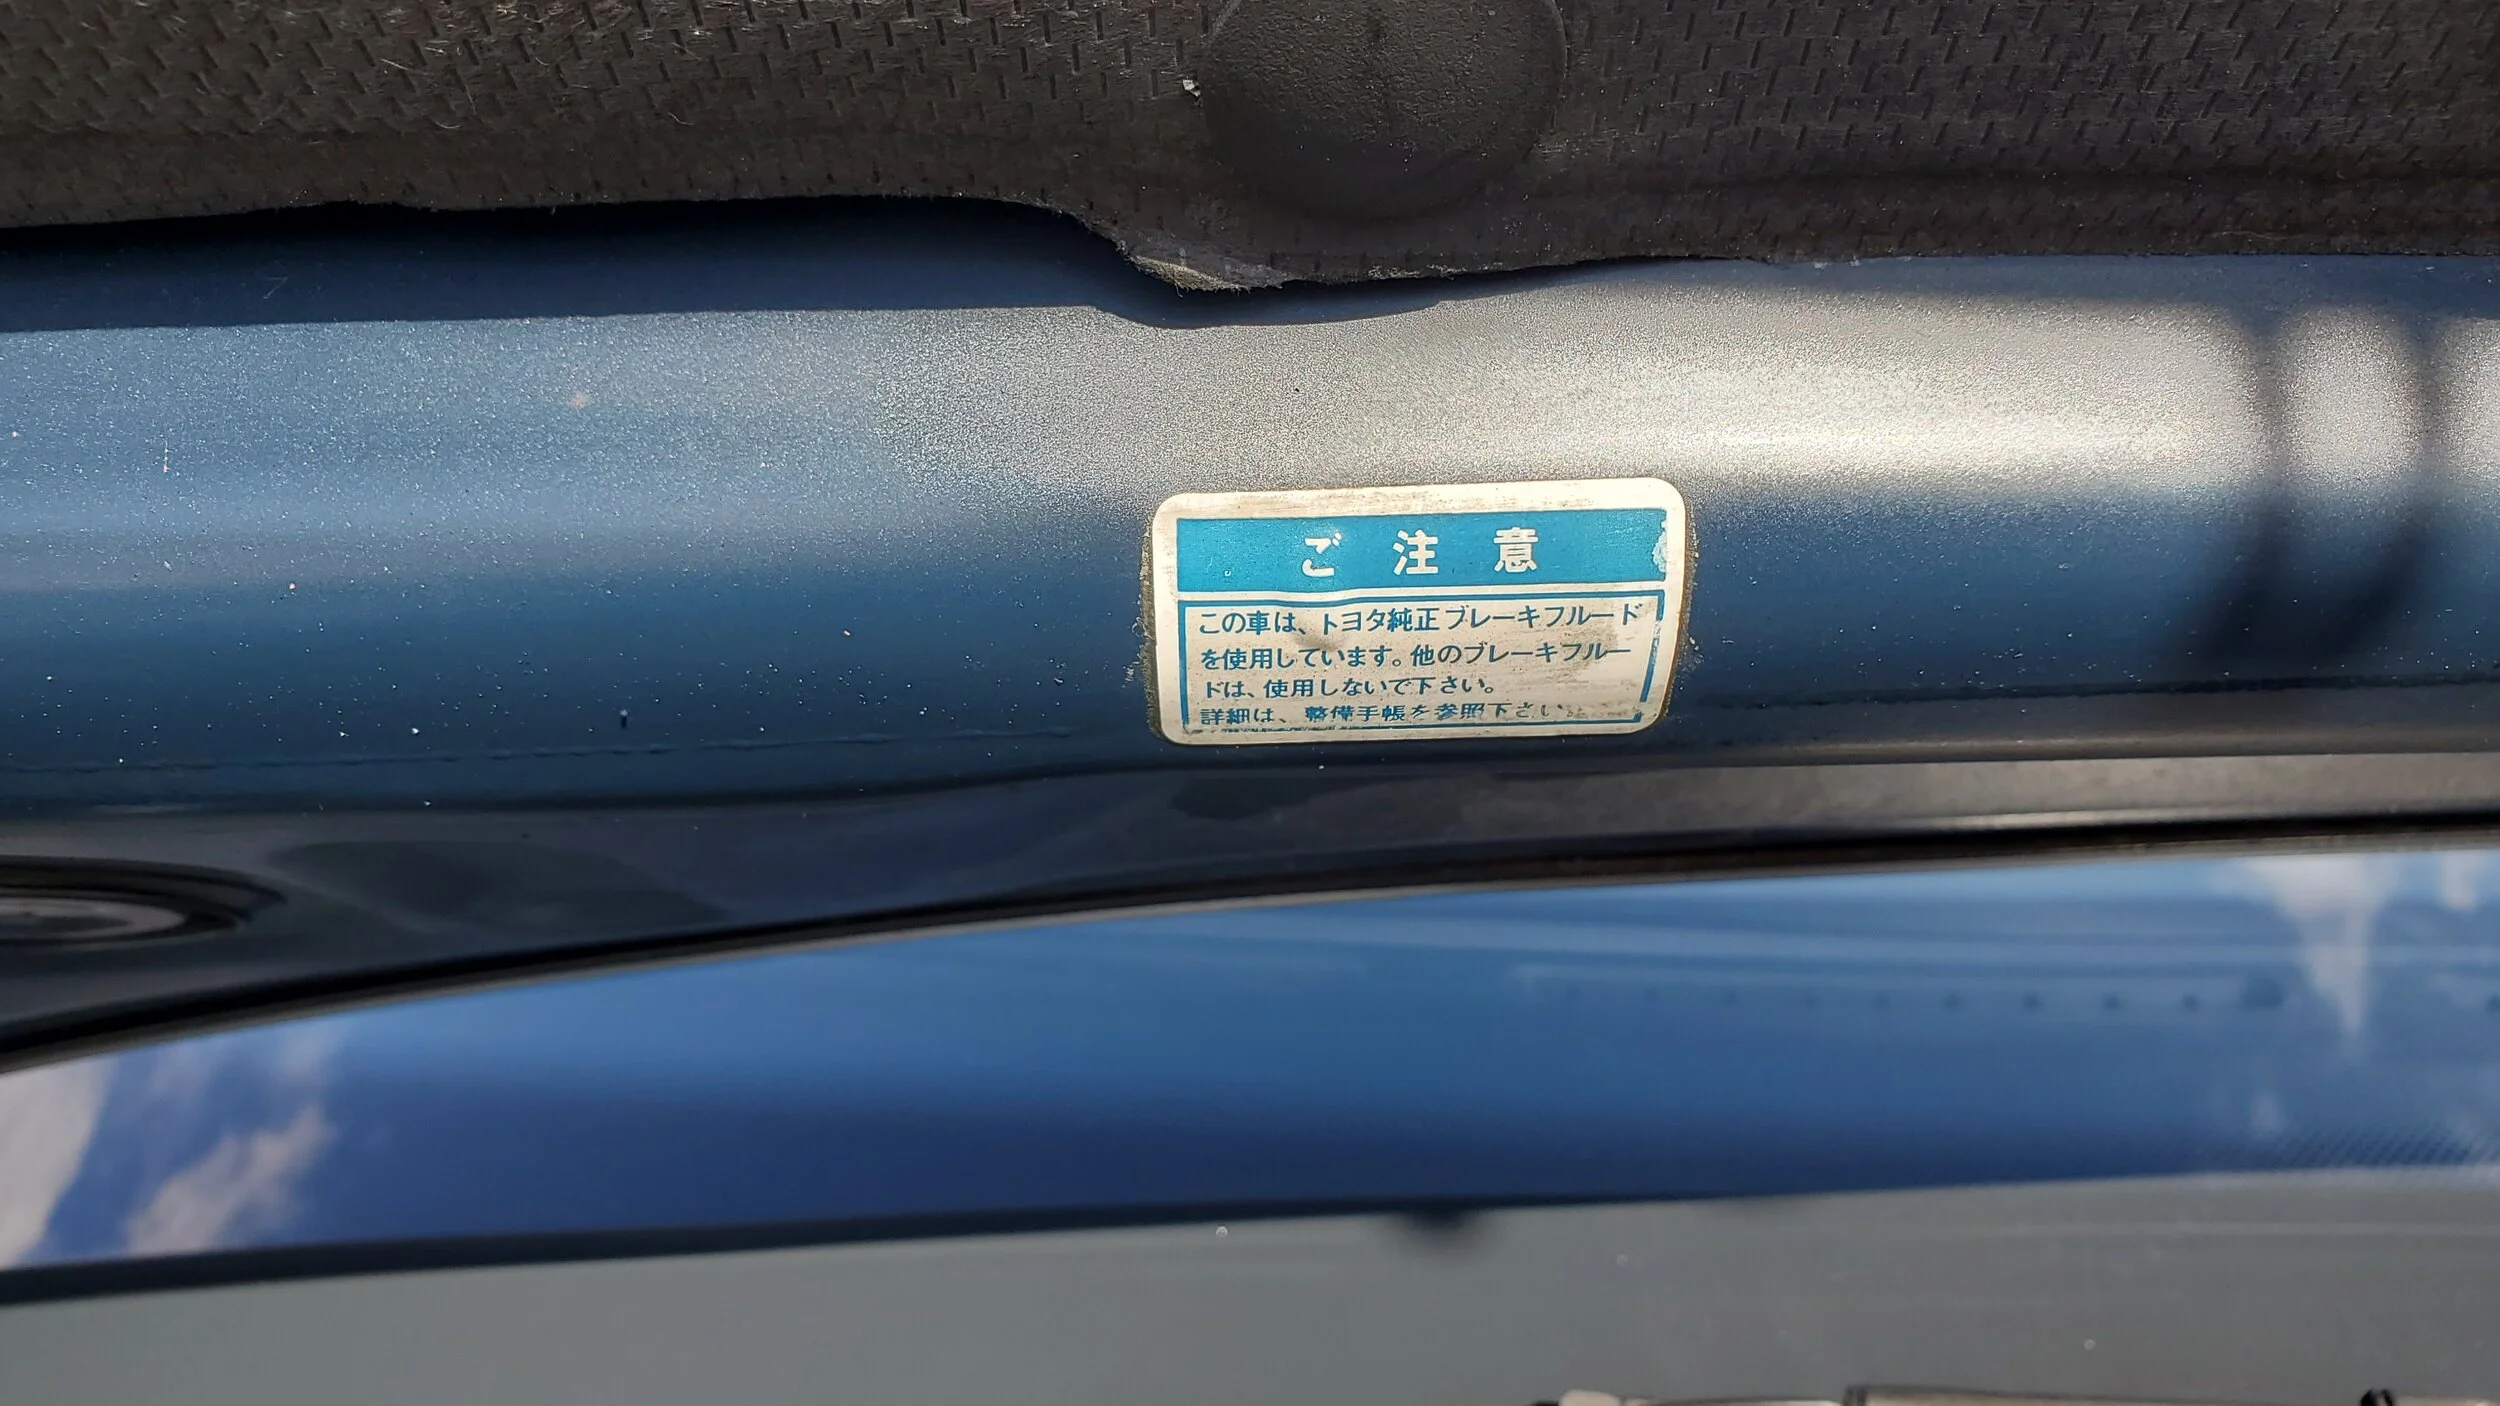 ご注意
この車は、トヨタ純正ブレーキフルード
を使用しています。他のブレーキフルー
ドは、使用しないで下さい。
詳細は、整備手帳を参照下さい。